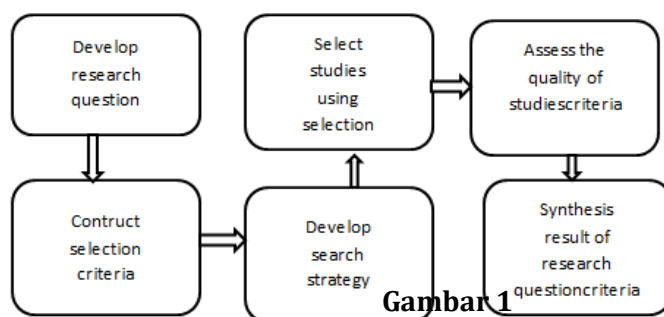 Develop
research
question
Contruct
selection
criteria
Develop
search
strategy
Select
studies
using
selection
Assess the
quality of
studiescriteria
Synthesis
result of
research
questioncriteria
Gambar 1